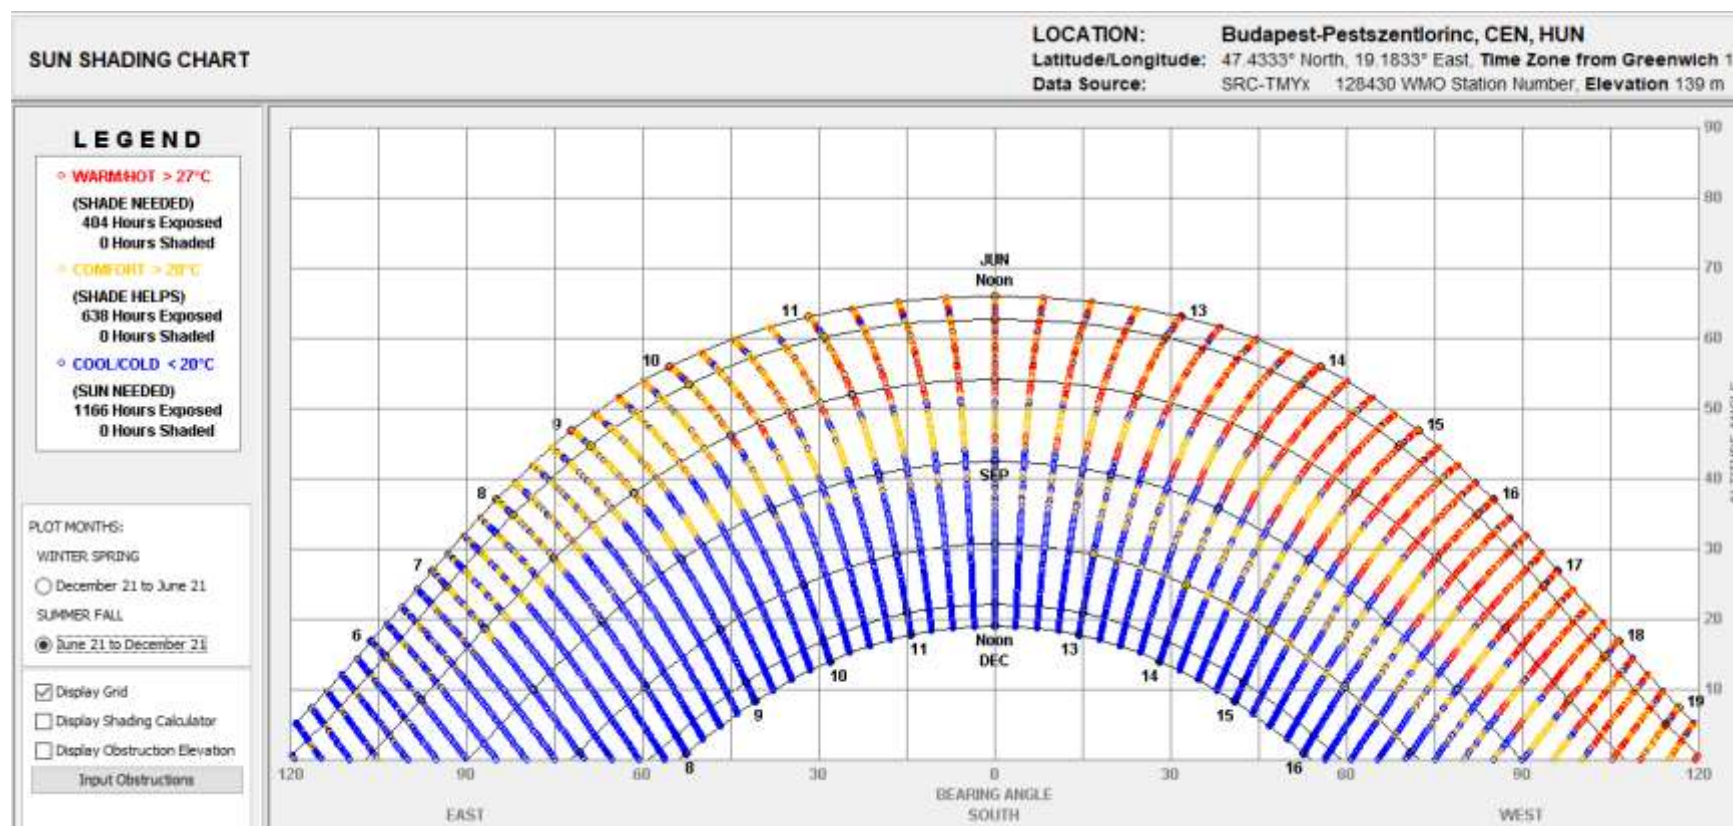 SUN SHADING CHART
LOCATION: Budapest-Pestszentlorinc, CEN, HUN
Latitude/Longitude: 47.4333° North, 19.1833° East, Time Zone from Greenwich 1
Data Source: SRC-TMYx 128430 WMO Station Number, Elevation 139 m
LEGEND
WARM/HOT > 27°C
(SHADE NEEDED)
484 Hours Exposed
0 Hours Shaded
COMFORT > 20°C
(SHADE HELPS)
638 Hours Exposed
0 Hours Shaded
COOL/COLD < 20°C
(SUN NEEDED)
1166 Hours Exposed
0 Hours Shaded
PLOT MONTHS:
WINTER SPRING
December 21 to June 21
SUMMER FALL
June 21 to December 21
Display Grid
Display Shading Calculator
Display Obstruction Elevation
Input Obstructions
90
80
70
60
50
40
30
20
10
JUN
Noon
11
13
10
14
9
15
8
16
7
17
6
18
19
SEP
Noon
DEC
11
13
10
14
9
15
8
16
120 90 60 30 0 30 60 90 120
BEARING ANGLE
EAST SOUTH WEST